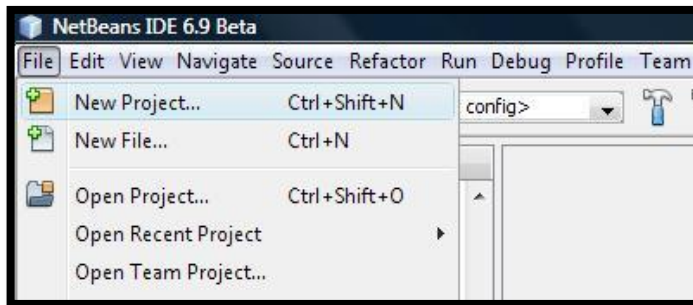 NetBeans IDE 6.9 Beta
File Edit View Navigate Source Refactor Run Debug Profile Team
New Project... Ctrl+Shift+N config>
New File... Ctrl+N
Open Project... Ctrl+Shift+O
Open Recent Project
Open Team Project...